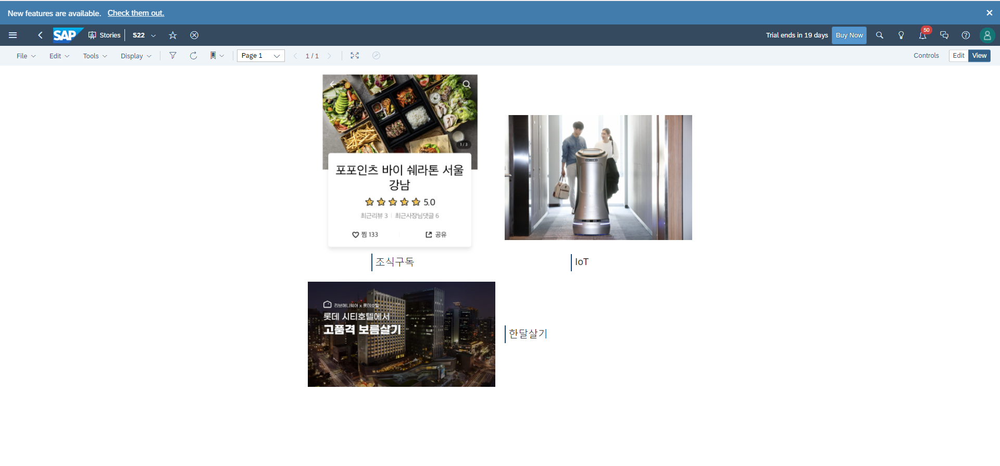 New features are available. Check them out.
SAP Stories S22
Trial ends in 19 days Buy Now 50
File Edit Tools Display Page 1 1 / 1 Controls Edit View
1 / 3
포포인츠 바이 쉐라톤 서울
강남
5.0
최근리뷰 3 | 최근사장님댓글 6
찜 133 공유
조식구독
IoT
리브애니웨어 x 롯데호텔
롯데 시티호텔에서
고품격 보름살기
한달살기